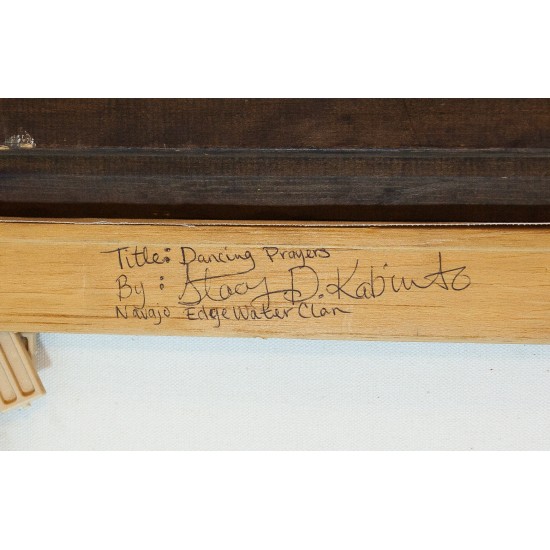 Title: Dancing Prayers
By: Stacy D. Kabinto
Navajo Edge Water Clan